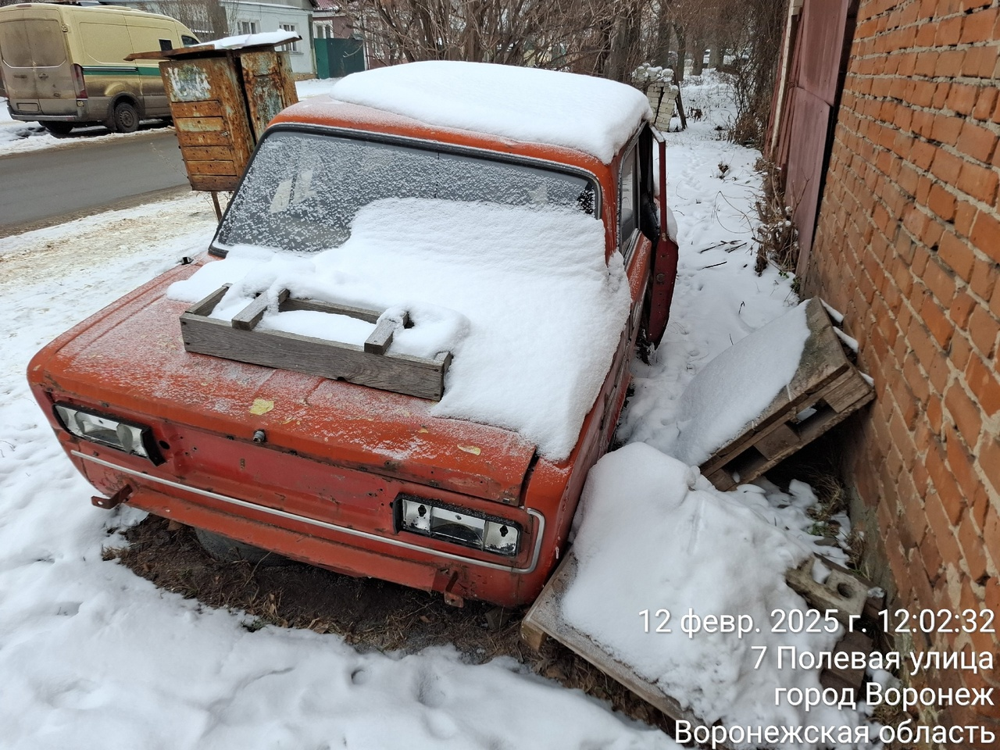 12 февр. 2025 г. 12:02:32
7 Полевая улица
город Воронеж
Воронежская область